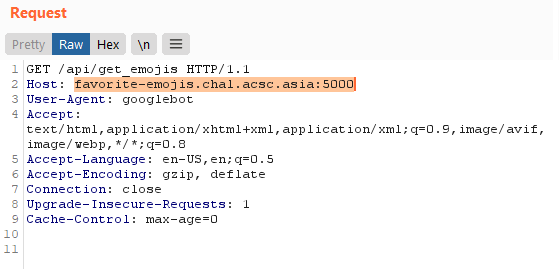 Request
Pretty Raw Hex \n
1 GET /api/get_emojis HTTP/1.1
2 Host: favorite-emojis.chal.acsc.asia:5000
3 User-Agent: googlebot
4 Accept:
text/html,application/xhtml+xml,application/xml;q=0.9,image/avif,
image/webp,*/*;q=0.8
5 Accept-Language: en-US,en;q=0.5
6 Accept-Encoding: gzip, deflate
7 Connection: close
8 Upgrade-Insecure-Requests: 1
9 Cache-Control: max-age=0
10
11